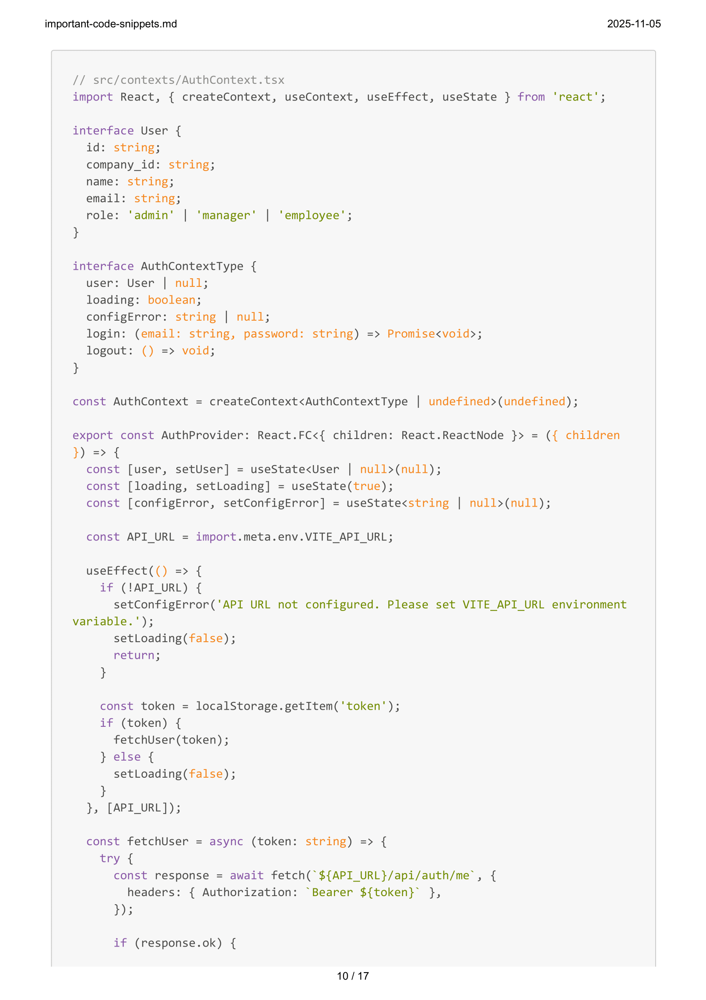 important-code-snippets.md
2025-11-05
// src/contexts/AuthContext.tsx
import React, { createContext, useContext, useEffect, useState } from 'react';
interface User {
  id: string;
  company_id: string;
  name: string;
  email: string;
  role: 'admin' | 'manager' | 'employee';
}
interface AuthContextType {
  user: User | null;
  loading: boolean;
  configError: string | null;
  login: (email: string, password: string) => Promise<void>;
  logout: () => void;
}
const AuthContext = createContext<AuthContextType | undefined>(undefined);
export const AuthProvider: React.FC<{ children: React.ReactNode }> = ({ children
}) => {
  const [user, setUser] = useState<User | null>(null);
  const [loading, setLoading] = useState(true);
  const [configError, setConfigError] = useState<string | null>(null);
  const API_URL = import.meta.env.VITE_API_URL;
  useEffect(() => {
    if (!API_URL) {
      setConfigError('API URL not configured. Please set VITE_API_URL environment
variable.');
      setLoading(false);
      return;
    }
    const token = localStorage.getItem('token');
    if (token) {
      fetchUser(token);
    } else {
      setLoading(false);
    }
  }, [API_URL]);
  const fetchUser = async (token: string) => {
    try {
      const response = await fetch(`${API_URL}/api/auth/me`, {
        headers: { Authorization: `Bearer ${token}` },
      });
      if (response.ok) {
10 / 17